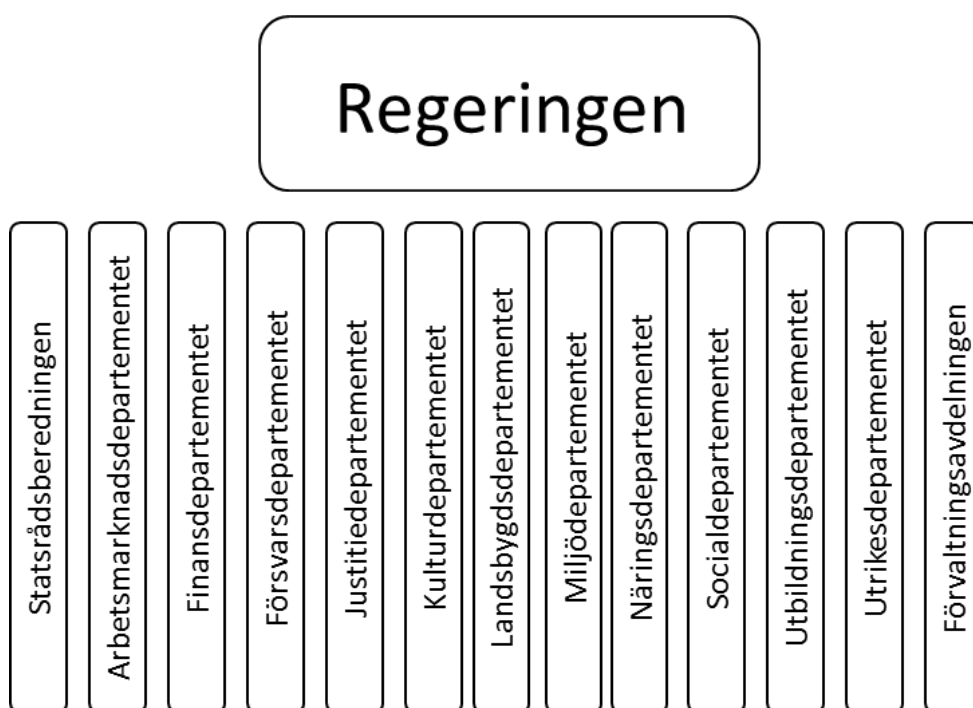 Regeringen
Statsrådsberedningen
Arbetsmarknadsdepartementet
Finansdepartementet
Försvarsdepartementet
Justitiedepartementet
Kulturdepartementet
Landsbygdsdepartementet
Miljödepartementet
Näringsdepartementet
Socialdepartementet
Utbildningsdepartementet
Utrikesdepartementet
Förvaltningsavdelningen